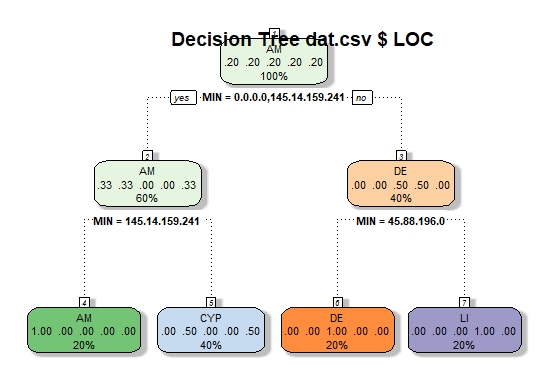 Decision Tree dat.csv $ LOC
1
AM
.20 .20 .20 .20 .20
100%
yes MIN = 0.0.0.0,145.14.159.241 no
2
AM
.33 .33 .00 .00 .33
60%
3
DE
.00 .00 .50 .50 .00
40%
MIN = 145.14.159.241
MIN = 45.88.196.0
4
AM
1.00 .00 .00 .00 .00
20%
5
CYP
.00 .50 .00 .00 .50
40%
6
DE
.00 .00 1.00 .00 .00
20%
7
LI
.00 .00 .00 1.00 .00
20%